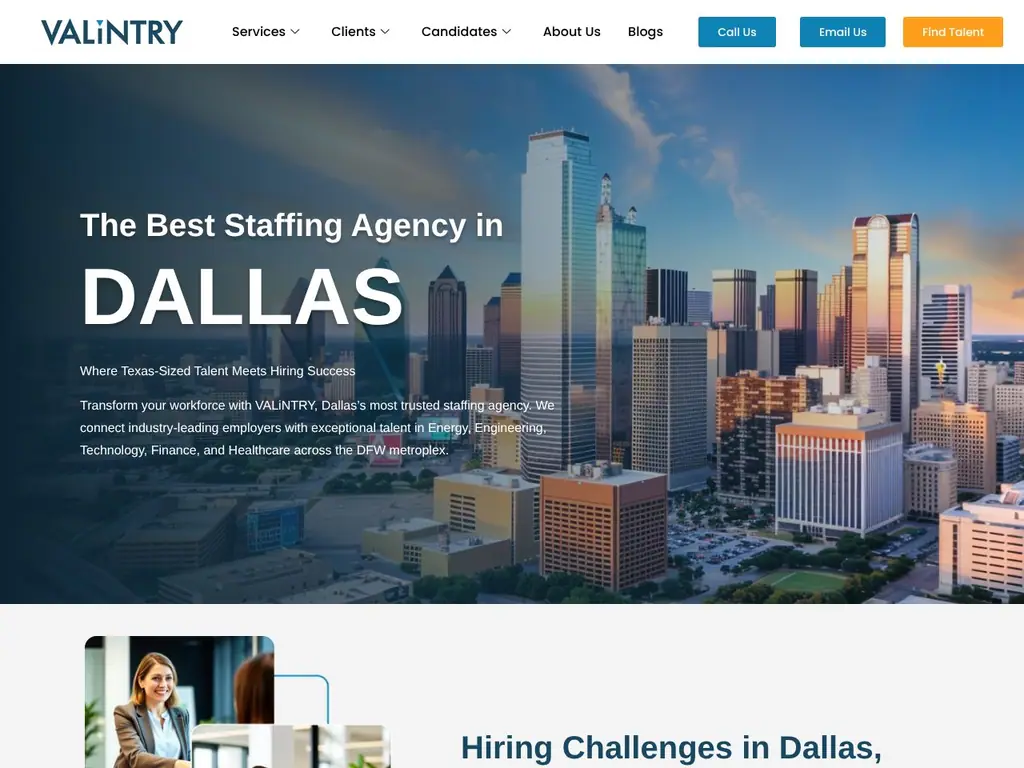 VALiNTRY
Services
Clients
Candidates
About Us
Blogs
Call Us
Email Us
Find Talent
The Best Staffing Agency in
DALLAS
Where Texas-Sized Talent Meets Hiring Success
Transform your workforce with VALiNTRY, Dallas’s most trusted staffing agency. We
connect industry-leading employers with exceptional talent in Energy, Engineering,
Technology, Finance, and Healthcare across the DFW metroplex.
Hiring Challenges in Dallas,